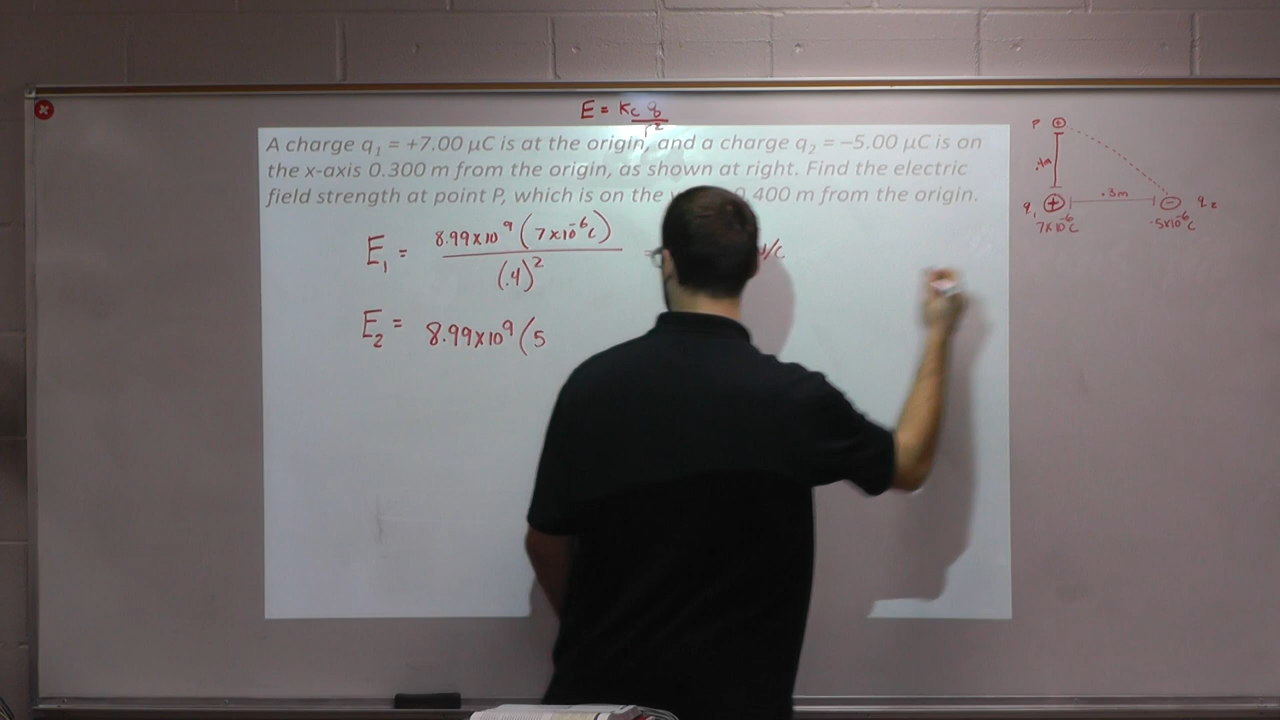 E = Kc q
r²
A charge q₁ = +7.00 μC is at the origin, and a charge q₂ = –5.00 μC is on
the x-axis 0.300 m from the origin, as shown at right. Find the electric
field strength at point P, which is on the 0.400 m from the origin.
E₁ = 8.99x10⁹ (7x10⁻⁶C)
(.4)²
/C
E₂ = 8.99x10⁹ (5
P +
.4m
.3m
q₁ + - q₂
7x10⁻⁶C -5x10⁻⁶C